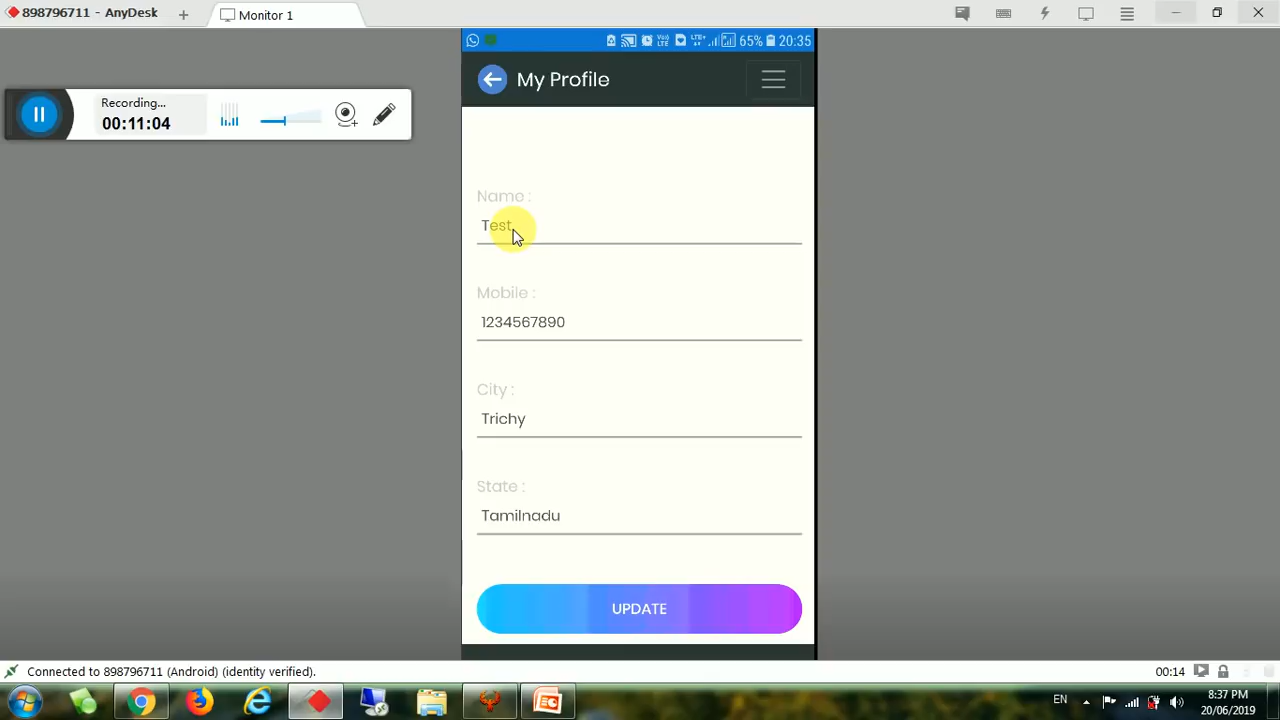 898796711 - AnyDesk
Monitor 1
65% 20:35
My Profile
Recording...
00:11:04
Name :
Test
Mobile :
1234567890
City :
Trichy
State :
Tamilnadu
UPDATE
Connected to 898796711 (Android) (identity verified).
00:14
EN
8:37 PM
20/06/2019